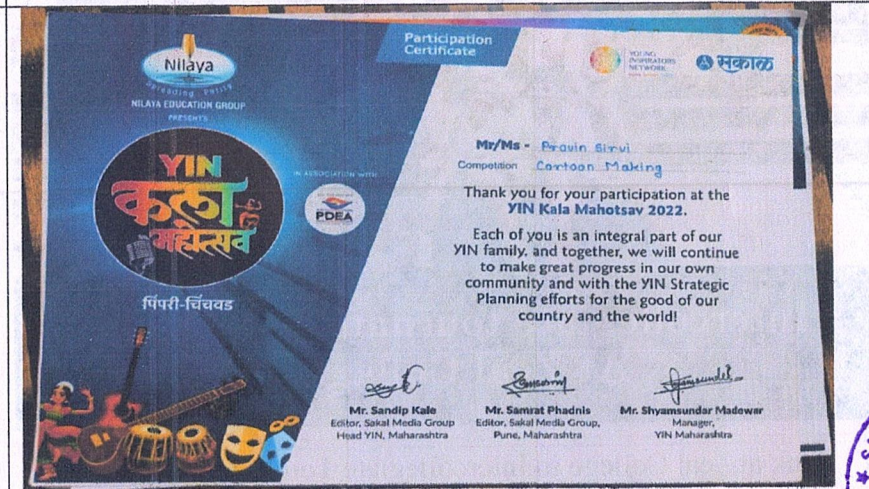 Participation
Certificate
Nilaya
Spreading Petals
NILAYA EDUCATION GROUP
PRESENTS
YIN
कला
महोत्सव
पिंपरी-चिंचवड
IN ASSOCIATION WITH
PDEA
YOUNG
INSPIRATORS
NETWORK
सकाळ
Mr/Ms - Pravin Sirvi
Competition Cartoon Making
Thank you for your participation at the
YIN Kala Mahotsav 2022.
Each of you is an integral part of our
YIN family, and together, we will continue
to make great progress in our own
community and with the YIN Strategic
Planning efforts for the good of our
country and the world!
Mr. Sandip Kale
Editor, Sakal Media Group
Head YIN, Maharashtra
Mr. Samrat Phadnis
Editor, Sakal Media Group,
Pune, Maharashtra
Mr. Shyamsundar Madewar
Manager,
YIN Maharashtra